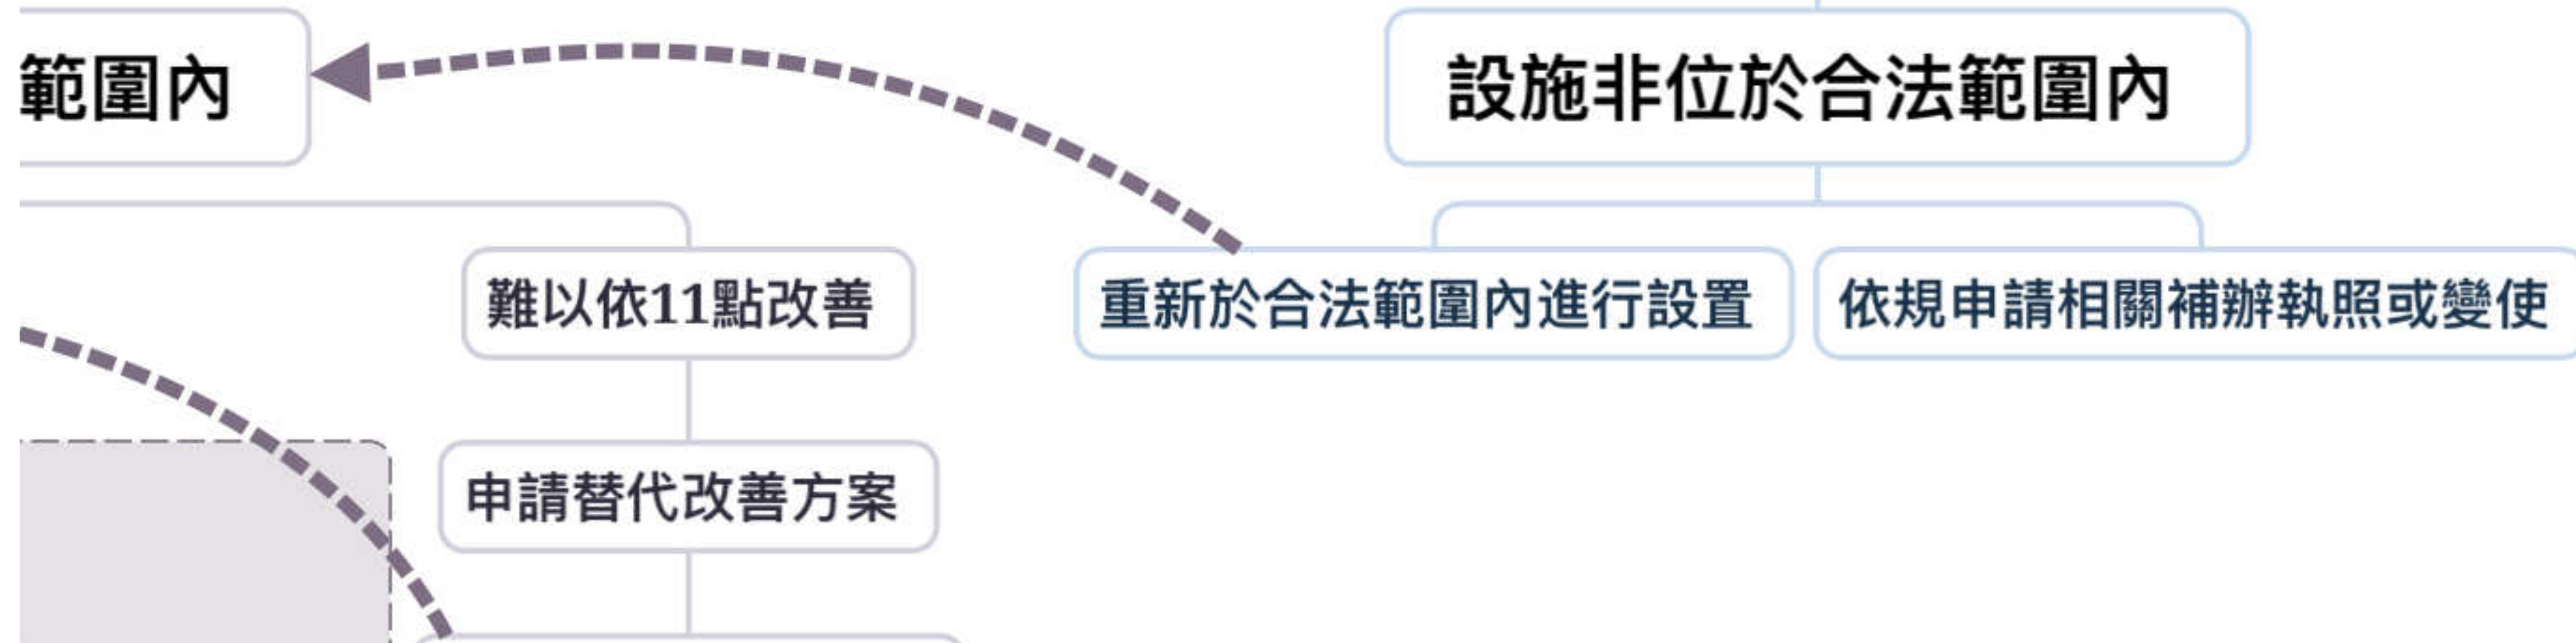 範圍內
設施非位於合法範圍內
難以依11點改善
重新於合法範圍內進行設置
依規申請相關補辦執照或變使
申請替代改善方案